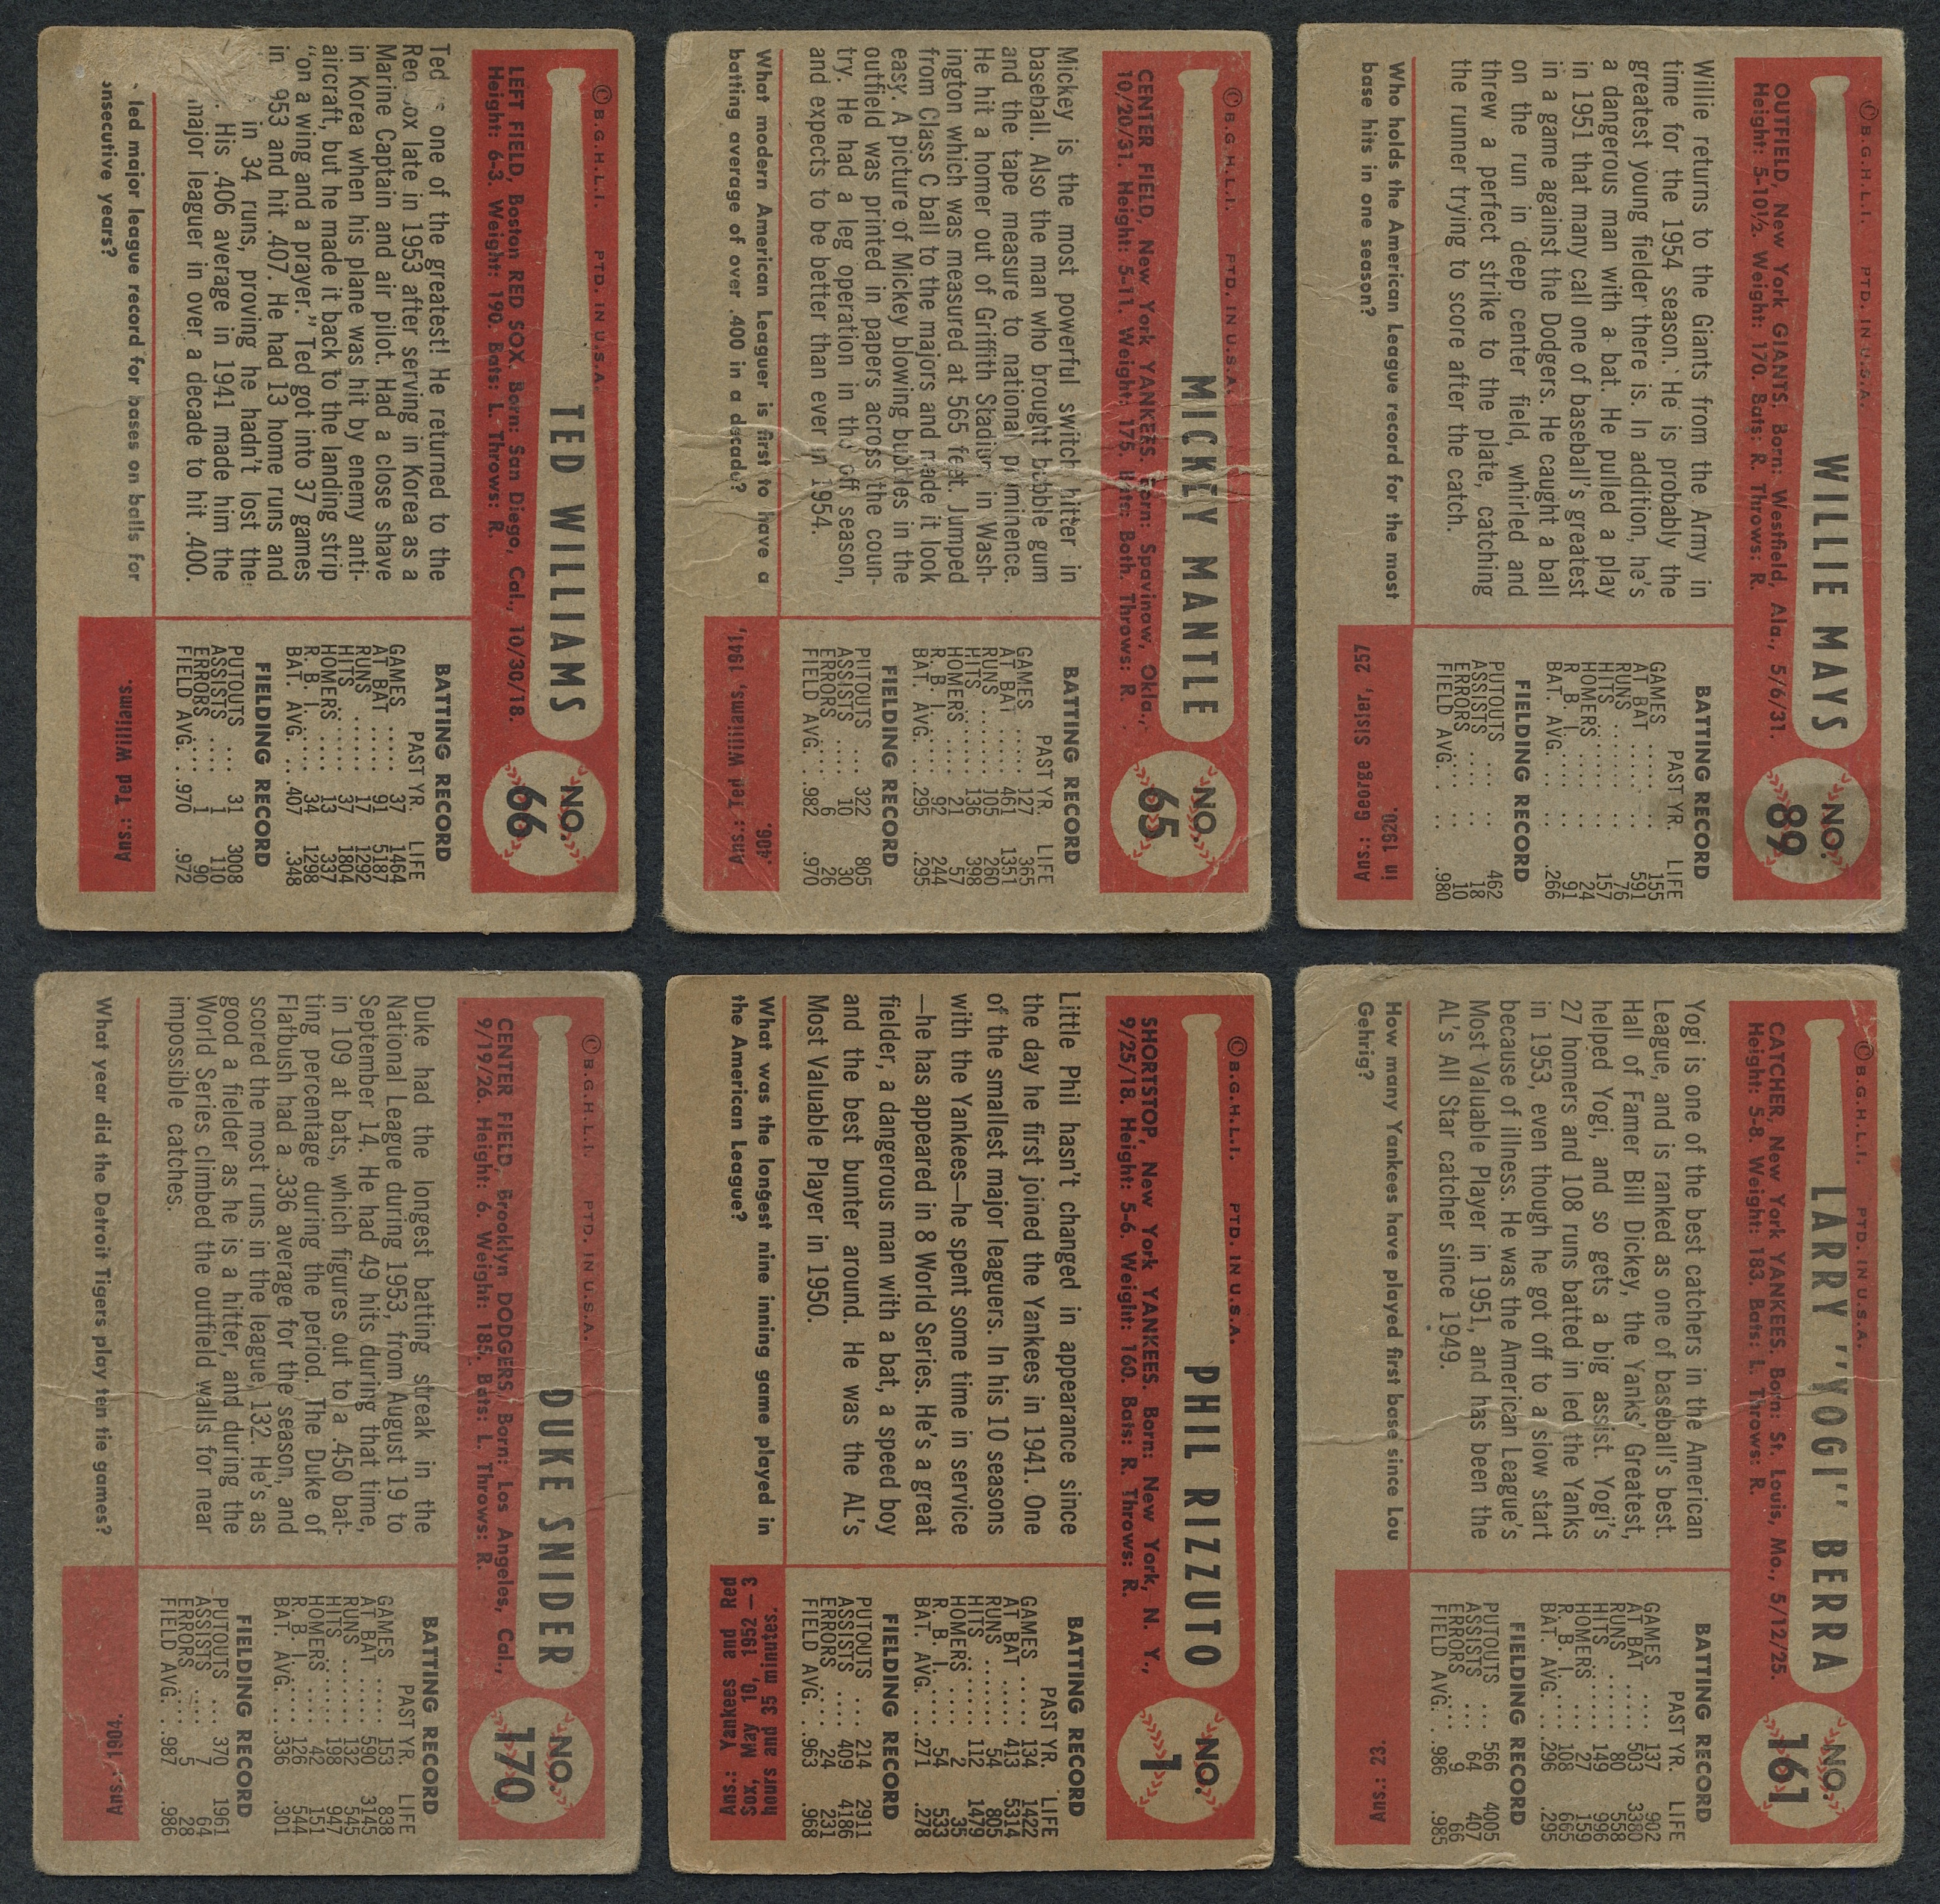 ©B.G.H.L.I. PTD. IN U.S.A.
TED WILLIAMS
NO. 66
LEFT FIELD, Boston RED SOX. Born: San Diego, Cal., 10/30/18.
Height: 6-3. Weight: 190. Bats: L. Throws: R.
Ted one of the greatest! He returned to the
late in 1953 after serving in Korea as a
Marine Captain and air pilot. Had a close shave
in Korea when his plane was hit by enemy anti-
aircraft, but he made it back to the landing strip
"on a wing and a prayer." Ted got into 37 games
in 953 and hit .407. He had 13 home runs and
in 34 runs, proving he hadn't lost the
His .406 average in 1941 made him the
major league in over a decade to hit .400.
led major league record for bases on balls for
years?
BATTING RECORD
PAST YR. LIFE
GAMES ..... 37 1464
AT BAT ..... 91 5187
RUNS ...... 17 1292
HITS ...... 37 1804
HOMERS ..... 13 337
R. B. I. ..... 34 1298
BAT. AVG. .. .407 .348
FIELDING RECORD
PUTOUTS .... 31 3008
ASSISTS .... 1 110
ERRORS .... 1 90
FIELD AVG. .. .970 .972
Ans.: Ted Williams.
©B.G.H.L.I. PTD. IN U.S.A.
MICKEY MANTLE
NO. 65
CENTER FIELD, New York YANKEES. Born: Spavinaw, Okla.,
10/20/31. Height: 5-11. Weight: 175. Bats: Both. Throws: R.
Mickey is the most powerful switch hitter in
baseball. Also the man who brought bubble gum
and the tape measure to national prominence.
He hit a homer out of Griffith Stadium in Wash-
ington which was measured at 565 feet. Jumped
from Class C ball to the majors and made it look
easy. A picture of Mickey blowing bubbles in the
outfield was printed in papers across the coun-
try. He had a leg operation in the off season,
and expects to be better than ever in 1954.
What modern American Leaguer is first to have a
batting average of over .400 in a decade?
BATTING RECORD
PAST YR. LIFE
GAMES ..... 127 365
AT BAT ..... 461 1351
RUNS ...... 105 260
HITS ...... 136 398
HOMERS ..... 21 57
R. B. I. ..... 92 244
BAT. AVG. .. .295 .295
FIELDING RECORD
PUTOUTS ... 322 805
ASSISTS .... 10 30
ERRORS .... 6 26
FIELD AVG. .. .982 .970
Ans.: Ted Williams, 1941,
.406.
©B.G.H.L.I. PTD. IN U.S.A.
WILLIE MAYS
NO. 89
OUTFIELD, New York GIANTS. Born: Westfield, Ala., 5/6/31.
Height: 5-10½. Weight: 170. Bats: R. Throws: R.
Willie returns to the Giants from the Army in
time for the 1954 season. He is probably the
greatest young fielder there is. In addition, he's
a dangerous man with a bat. He pulled a play
in 1951 that many call one of baseball's greatest
in a game against the Dodgers. He caught a ball
on the run in deep center field, whirled and
threw a perfect strike to the plate, catching
the runner trying to score after the catch.
Who holds the American League record for the most
base hits in one season?
BATTING RECORD
PAST YR. LIFE
GAMES ..... .. 155
AT BAT ..... .. 591
RUNS ...... .. 76
HITS ...... .. 157
HOMERS ..... .. 24
R. B. I. ..... .. 91
BAT. AVG. .. .. .266
FIELDING RECORD
PUTOUTS .... .. 462
ASSISTS .... .. 18
ERRORS .... .. 10
FIELD AVG. .. .. .980
Ans.: George Sisler, 257
in 1920.
©B.G.H.L.I. PTD. IN U.S.A.
DUKE SNIDER
NO. 170
CENTER FIELD, Brooklyn DODGERS. Born: Los Angeles, Cal.,
9/19/26. Height: 6. Weight: 185. Bats: L. Throws: R.
Duke had the longest batting streak in the
National League during 1953, from August 19 to
September 14. He had 49 hits during that time,
in 109 at bats, which figures out to a .450 bat-
ting percentage during the period. The Duke of
Flatbush had a .336 average for the season, and
scored the most runs in the league, 132. He's as
good a fielder as he is a hitter, and during the
World Series climbed the outfield walls for near
impossible catches.
What year did the Detroit Tigers play ten tie games?
BATTING RECORD
PAST YR. LIFE
GAMES ..... 153 838
AT BAT ..... 590 3145
RUNS ...... 132 545
HITS ...... 198 947
HOMERS ..... 42 151
R. B. I. ..... 126 544
BAT. AVG. .. .336 .301
FIELDING RECORD
PUTOUTS ... 370 1961
ASSISTS .... 7 64
ERRORS .... 5 28
FIELD AVG. .. .987 .986
Ans.: 1904.
©B.G.H.L.I. PTD. IN U.S.A.
PHIL RIZZUTO
NO. 1
SHORTSTOP, New York YANKEES. Born: New York, N. Y.,
9/25/18. Height: 5-6. Weight: 160. Bats: R. Throws: R.
Little Phil hasn't changed in appearance since
the day he first joined the Yankees in 1941. One
of the smallest major leaguers. In his 10 seasons
with the Yankees—he spent some time in service
—he has appeared in 8 World Series. He's a great
fielder, a dangerous man with a bat, a speed boy
and the best bunter around. He was the AL's
Most Valuable Player in 1950.
What was the longest nine inning game played in
the American League?
BATTING RECORD
PAST YR. LIFE
GAMES ..... 134 1422
AT BAT ..... 413 5314
RUNS ...... 54 805
HITS ...... 112 1479
HOMERS ..... 2 35
R. B. I. ..... 54 533
BAT. AVG. .. .271 .278
FIELDING RECORD
PUTOUTS ... 214 2911
ASSISTS .... 409 4186
ERRORS .... 24 231
FIELD AVG. .. .963 .968
Ans.: Yankees and Red
Sox, May 10, 1952 — 3
hours and 35 minutes.
©B.G.H.L.I. PTD. IN U.S.A.
LARRY "YOGI" BERRA
NO. 161
CATCHER, New York YANKEES. Born: St. Louis, Mo., 5/12/25.
Height: 5-8. Weight: 183. Bats: L. Throws: R.
Yogi is one of the best catchers in the American
League, and is ranked as one of baseball's best.
Hall of Famer Bill Dickey, the Yanks' Greatest,
helped Yogi, and so gets a big assist. Yogi's
27 homers and 108 runs batted in led the Yanks
in 1953, even though he got off to a slow start
because of illness. He was the American League's
Most Valuable Player in 1951, and has been the
AL's All Star catcher since 1949.
How many Yankees have played first base since Lou
Gehrig?
BATTING RECORD
PAST YR. LIFE
GAMES ..... 137 902
AT BAT ..... 503 3380
RUNS ...... 80 558
HITS ...... 149 996
HOMERS ..... 27 159
R. B. I. ..... 108 665
BAT. AVG. .. .296 .295
FIELDING RECORD
PUTOUTS ... 566 4005
ASSISTS .... 64 407
ERRORS .... 9 66
FIELD AVG. .. .986 .985
Ans.: 23.